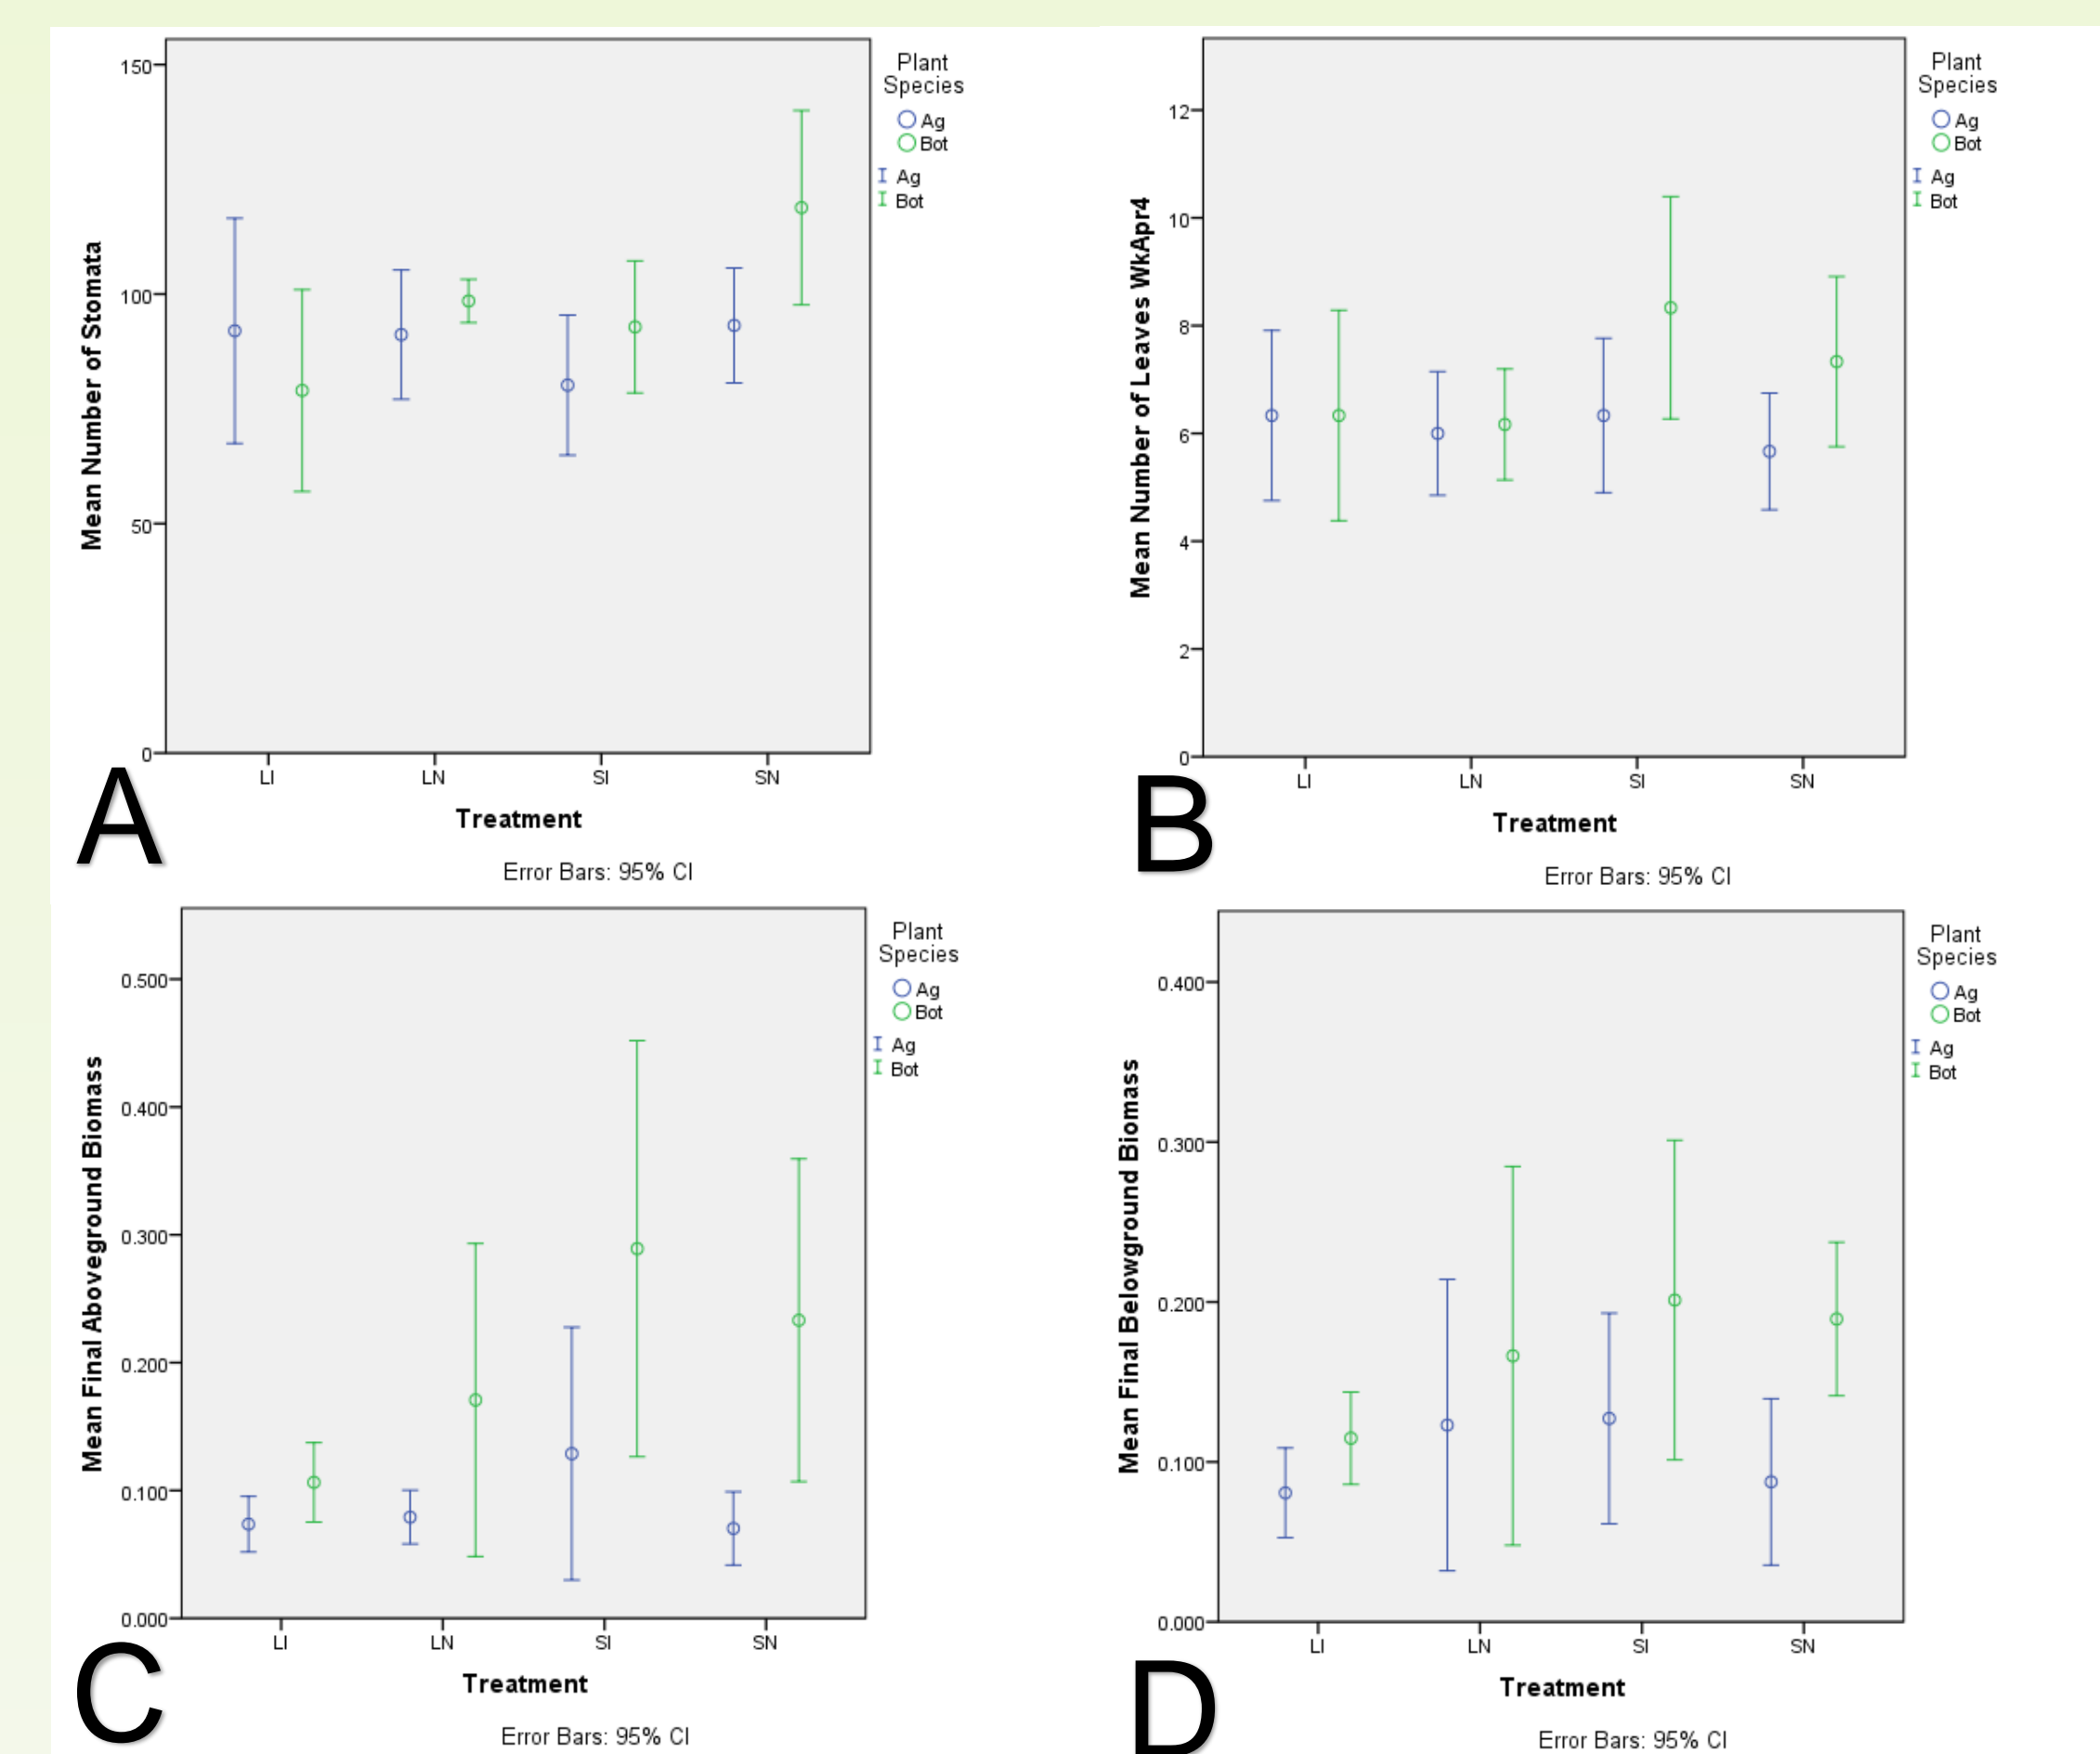 Mean Number of Stomata
150
100
50
0
LI LN SI SN
Treatment
Error Bars: 95% CI
Plant
Species
Ag
Bot
Ag
Bot
A
Mean Number of Leaves WkApr4
12
10
8
6
4
2
0
LI LN SI SN
Treatment
Error Bars: 95% CI
Plant
Species
Ag
Bot
Ag
Bot
B
Mean Final Aboveground Biomass
0.500
0.400
0.300
0.200
0.100
0.000
LI LN SI SN
Treatment
Error Bars: 95% CI
Plant
Species
Ag
Bot
Ag
Bot
C
Mean Final Belowground Biomass
0.400
0.300
0.200
0.100
0.000
LI LN SI SN
Treatment
Error Bars: 95% CI
Plant
Species
Ag
Bot
Ag
Bot
D